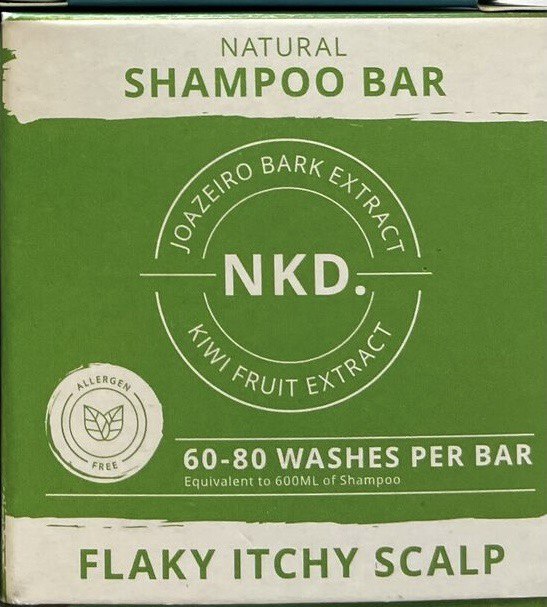 NATURAL
SHAMPOO BAR
JOAZEIRO BARK EXTRACT
NKD.
KIWI FRUIT EXTRACT
ALLERGEN
FREE
60-80 WASHES PER BAR
Equivalent to 600ML of Shampoo
FLAKY ITCHY SCALP